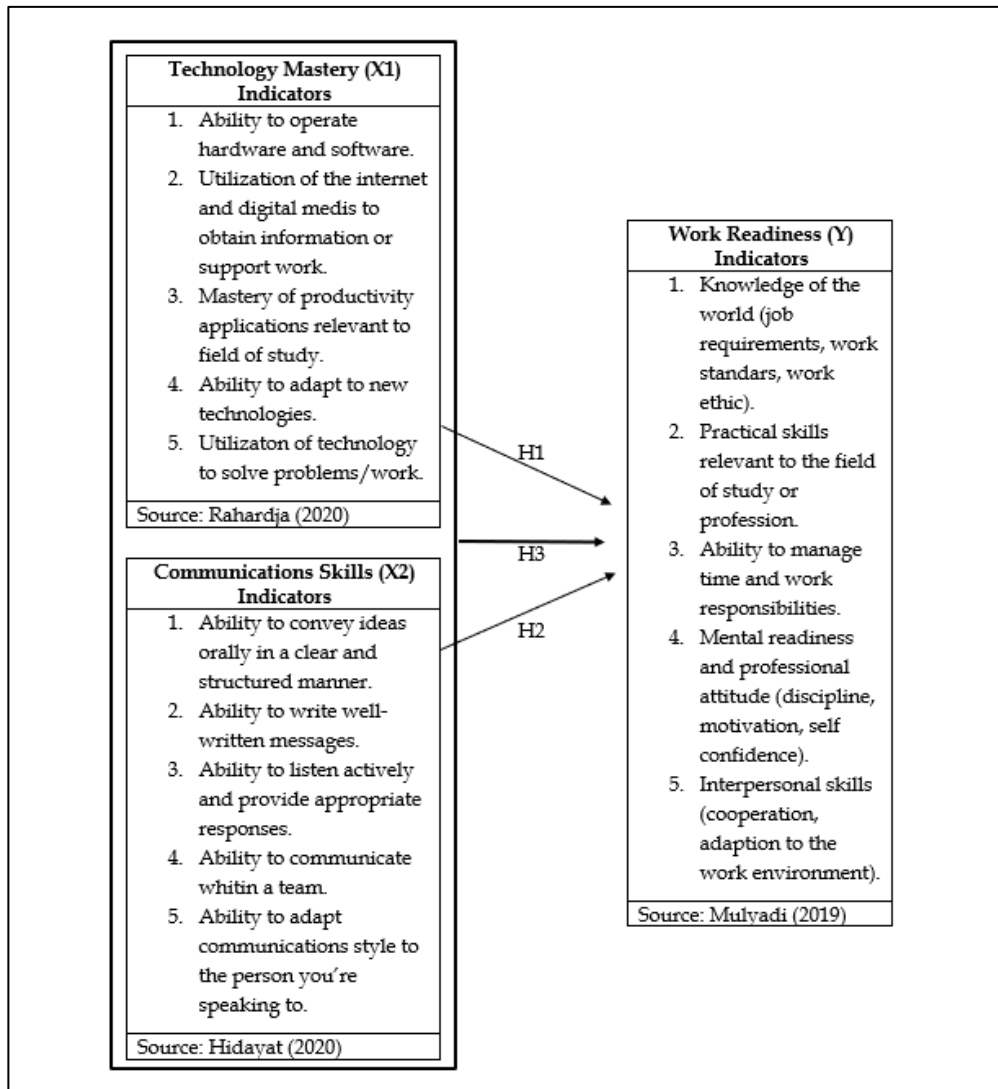 Technology Mastery (X1)
Indicators
1. Ability to operate
hardware and software.
2. Utilization of the internet
and digital medis to
obtain information or
support work.
3. Mastery of productivity
applications relevant to
field of study.
4. Ability to adapt to new
technologies.
5. Utilizaton of technology
to solve problems/work.
Source: Rahardja (2020)
Communications Skills (X2)
Indicators
1. Ability to convey ideas
orally in a clear and
structured manner.
2. Ability to write well-
written messages.
3. Ability to listen actively
and provide appropriate
responses.
4. Ability to communicate
whitin a team.
5. Ability to adapt
communications style to
the person you're
speaking to.
Source: Hidayat (2020)
H1
H3
H2
Work Readiness (Y)
Indicators
1. Knowledge of the
world (job
requirements, work
standars, work
ethic).
2. Practical skills
relevant to the field
of study or
profession.
3. Ability to manage
time and work
responsibilities.
4. Mental readiness
and professional
attitude (discipline,
motivation, self
confidence).
5. Interpersonal skills
(cooperation,
adaption to the
work environment).
Source: Mulyadi (2019)